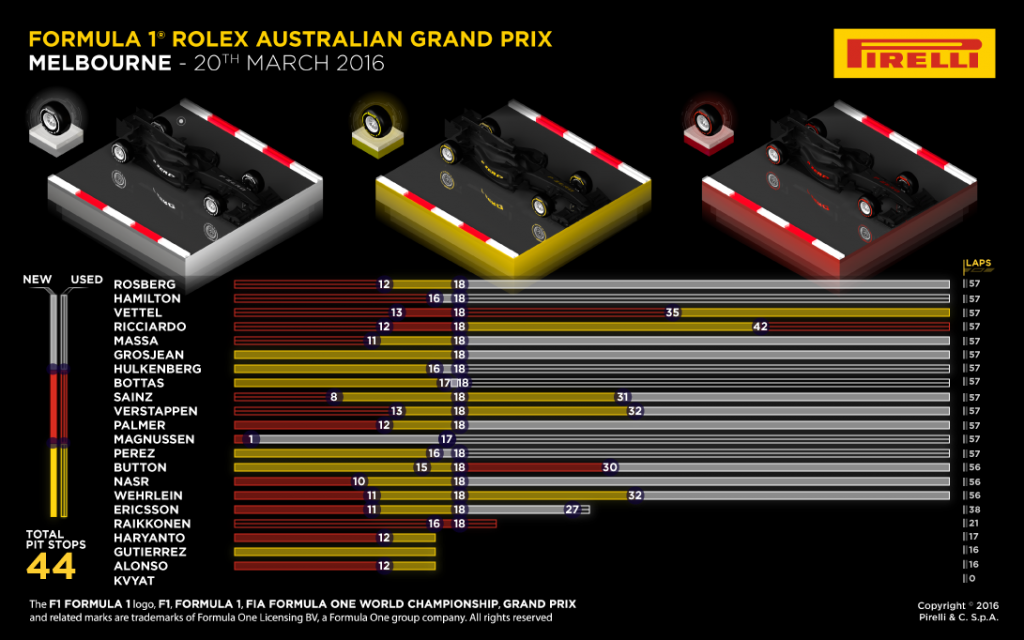 FORMULA 1® ROLEX AUSTRALIAN GRAND PRIX
MELBOURNE - 20TH MARCH 2016
PIRELLI
NEW USED
LAPS
ROSBERG 12 18 57
HAMILTON 16 18 57
VETTEL 13 18 35 57
RICCIARDO 12 18 42 57
MASSA 11 18 57
GROSJEAN 18 57
HULKENBERG 16 18 57
BOTTAS 17 18 57
SAINZ 8 18 31 57
VERSTAPPEN 13 18 32 57
PALMER 12 18 57
MAGNUSSEN 1 17 57
PEREZ 16 18 57
BUTTON 15 18 30 56
NASR 10 18 56
WEHRLEIN 11 18 32 56
ERICSSON 11 18 27 38
RAIKKONEN 16 18 21
HARYANTO 12 17
GUTIERREZ 16
ALONSO 12 16
KVYAT 0
TOTAL
PIT STOPS
44
The F1 FORMULA 1 logo, F1, FORMULA 1, FIA FORMULA ONE WORLD CHAMPIONSHIP, GRAND PRIX
and related marks are trademarks of Formula One Licensing BV, a Formula One group company. All rights reserved
Copyright © 2016
Pirelli & C. S.p.A.